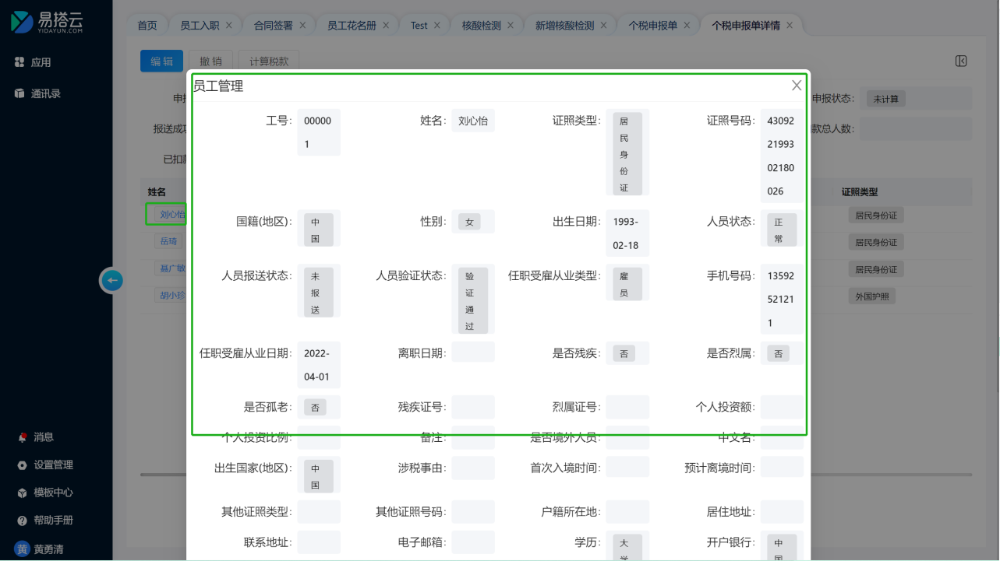 易搭云
YIDAYUN.COM
首页
员工入职 ×
合同签署 ×
员工花名册 ×
Test ×
核酸检测 ×
新增核酸检测 ×
个税申报单 ×
个税申报单详情 ×
应用
通讯录
编 辑
撤 销
计算税款
申报状态:
未计算
报送成功
款总人数:
已扣
姓名
证照类型
刘心怡
居民身份证
岳琦
居民身份证
聂广敏
居民身份证
胡小珍
外国护照
员工管理
工号:
00000
1
姓名:
刘心怡
证照类型:
居
民
身
份
证
证照号码:
43092
21993
02180
026
国籍(地区):
中
国
性别:
女
出生日期:
1993-
02-18
人员状态:
正
常
人员报送状态:
未
报
送
人员验证状态:
验
证
通
过
任职受雇从业类型:
雇
员
手机号码:
13592
52121
1
任职受雇从业日期:
2022-
04-01
离职日期:
是否残疾:
否
是否烈属:
否
是否孤老:
否
残疾证号:
烈属证号:
个人投资额:
个人投资比例:
备注:
是否境外人员:
中文名:
出生国家(地区):
中
国
涉税事由:
首次入境时间:
预计离境时间:
其他证照类型:
其他证照号码:
户籍所在地:
居住地址:
联系地址:
电子邮箱:
学历:
大
开户银行:
中
消息
设置管理
模板中心
帮助手册
黄
黄勇清